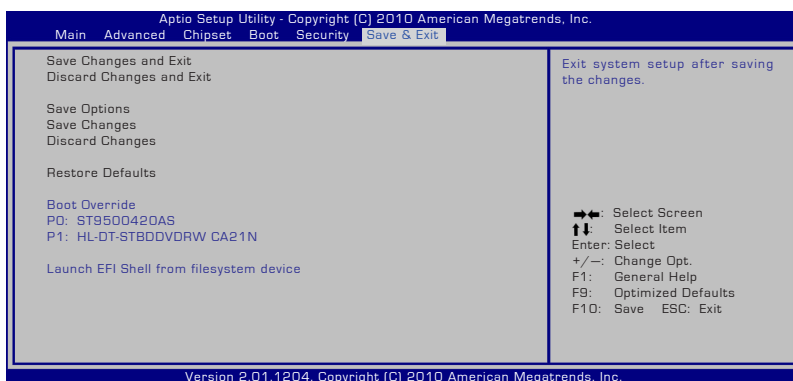 Aptio Setup Utility - Copyright (C) 2010 American Megatrends, Inc.
Main Advanced Chipset Boot Security Save & Exit
Save Changes and Exit
Discard Changes and Exit
Save Options
Save Changes
Discard Changes
Restore Defaults
Boot Override
P0: ST9500420AS
P1: HL-DT-STBDDVDRW CA21N
Launch EFI Shell from filesystem device
Exit system setup after saving
the changes.
➡⬅: Select Screen
⬆⬇: Select Item
Enter: Select
+/—: Change Opt.
F1: General Help
F9: Optimized Defaults
F10: Save ESC: Exit
Version 2.01.1204. Copyright (C) 2010 American Megatrends, Inc.